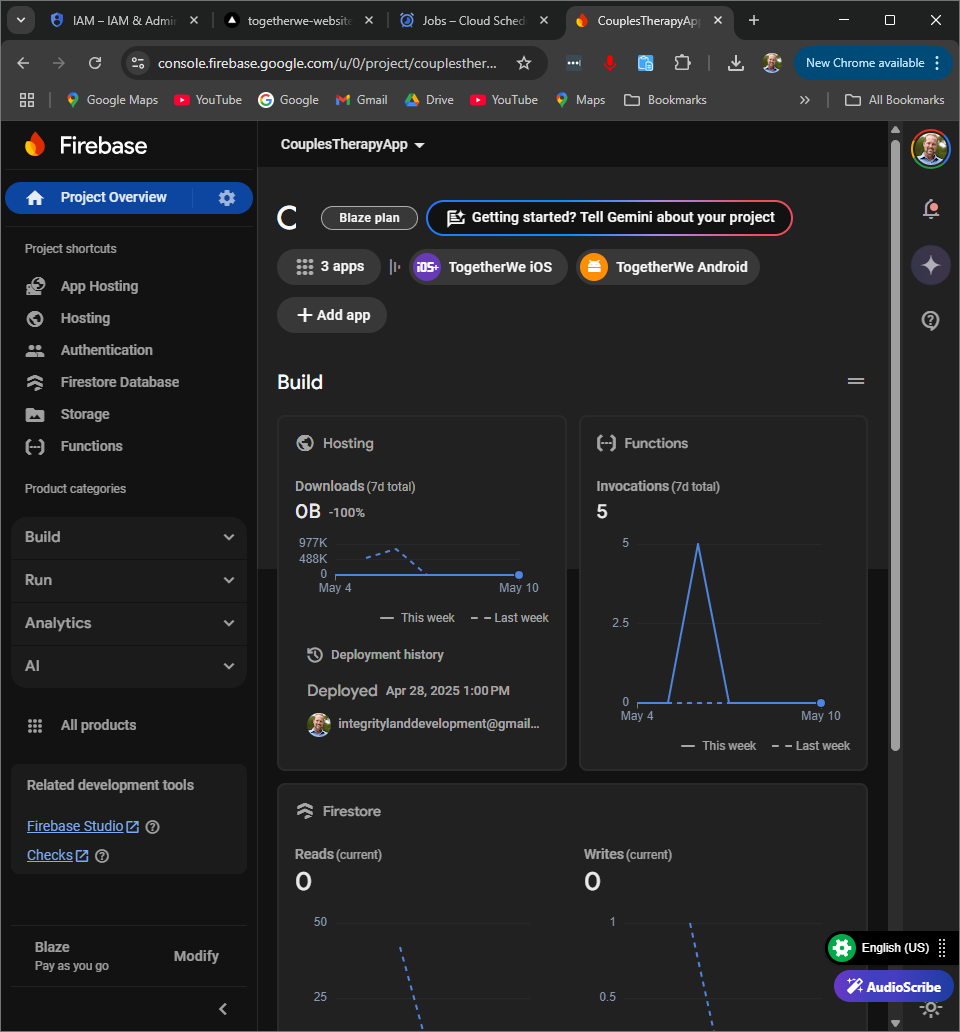 IAM – IAM & Admi
togetherwe-website
Jobs – Cloud Sched
CouplesTherapyApp
console.firebase.google.com/u/0/project/couplesther...
New Chrome available
Google Maps
YouTube
Google
Gmail
Drive
YouTube
Maps
Bookmarks
All Bookmarks
Firebase
CouplesTherapyApp
Project Overview
Project shortcuts
App Hosting
Hosting
Authentication
Firestore Database
Storage
Functions
Product categories
Build
Run
Analytics
AI
All products
Related development tools
Firebase Studio
Checks
Blaze
Pay as you go
Modify
C
Blaze plan
Getting started? Tell Gemini about your project
3 apps
iOS+
TogetherWe iOS
TogetherWe Android
Add app
Build
Hosting
Downloads (7d total)
0B -100%
977K
488K
0
May 4
May 10
This week
Last week
Deployment history
Deployed Apr 28, 2025 1:00 PM
integritylanddevelopment@gmail...
Functions
Invocations (7d total)
5
5
2.5
0
May 4
May 10
This week
Last week
Firestore
Reads (current)
0
50
25
Writes (current)
0
1
0.5
English (US)
AudioScribe